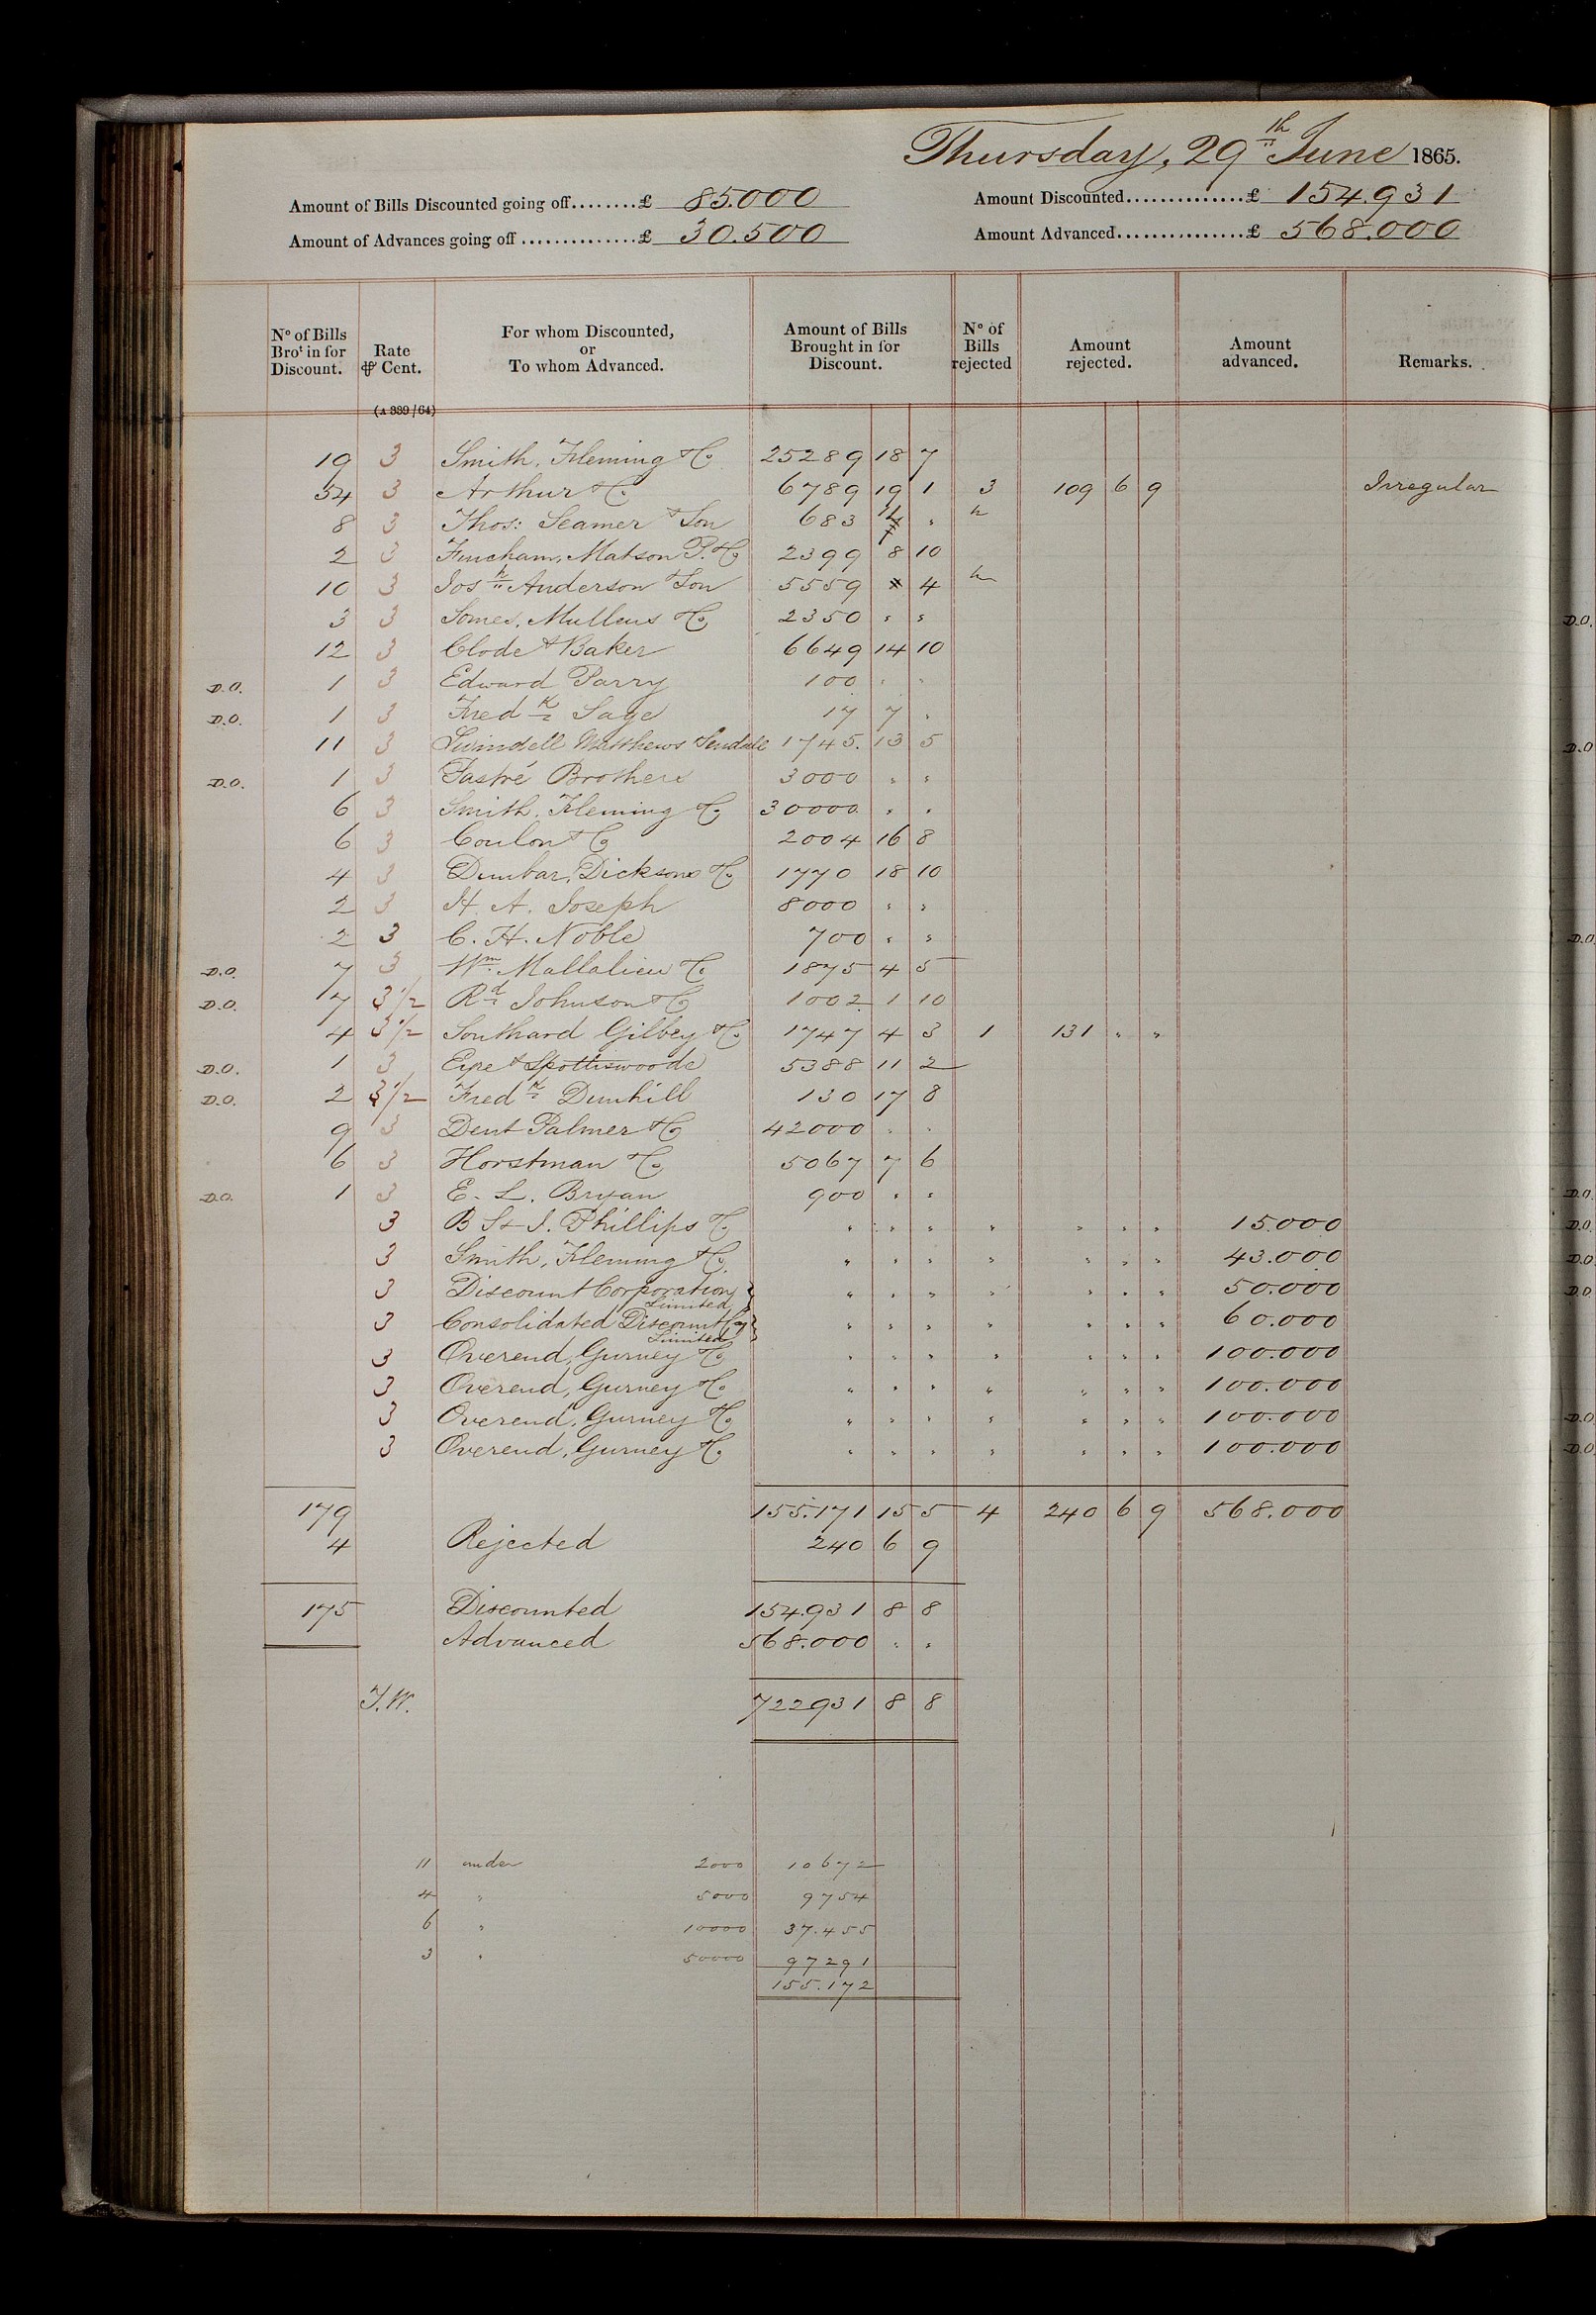 Thursday, 29th June 1865.
Amount of Bills Discounted going off........£ 85.000 Amount Discounted..............£ 154.931
Amount of Advances going off..............£ 30.500 Amount Advanced...............£ 568.000
No of Bills Brot in for Discount. Rate ⅌ Cent. For whom Discounted, or To whom Advanced. Amount of Bills Brought in for Discount. No of Bills rejected Amount rejected. Amount advanced. Remarks.
(A 339/64)
19 3 Smith, Fleming & Co 25289 18 7
54 3 Arthur & Co 6789 19 1 3 109 6 9 Irregular
8 3 Thos: Seamer & Son 683 "
2 3 Fincham, Matson P. & Co 2399 8 10
10 3 Josh Anderson & Son 5559 4
3 3 Somes, Mullens & Co 2350 " "
12 3 Clode & Baker 6649 14 10
D.O. 1 3 Edward Parry 100 " "
D.O. 1 3 Fredk Sage 17 7 "
11 3 Swindell Matthews Tendall 1745. 13 5
D.O. 1 3 Pastré Brothers 3000 " "
6 3 Smith, Fleming & Co 30000 " "
6 3 Coulon & Co 2004 16 8
4 3 Dunbar, Dicksons & Co 1770 18 10
2 3 H. A. Joseph 8000 " "
2 3 C. H. Noble 700 " "
D.O. 7 3 Wm. Mallalieu & Co 1875 4 5
D.O. 7 3 1/2 Rd Johnson & Co 1002 1 10
4 3 1/2 Southard Gilbey & Co 1747 4 3 1 131 " "
D.O. 1 3 Eyre & Spottiswoode 5388 11 2
D.O. 2 3 1/2 Fredk Dunhill 130 17 8
9 3 Dent Palmer & Co 42000 " "
6 3 Horstman & Co 5067 7 6
D.O. 1 3 E. L. Bryan 900 " "
3 B S & J. Phillips & Co " " " " " " " 15.000
3 Smith, Fleming & Co. " " " " " " " 43.000
3 Discount Corporation Limited " " " " " " " 50.000
3 Consolidated Discount Coy Limited " " " " " " " 60.000
3 Overend, Gurney & Co " " " " " " " 100.000
3 Overend, Gurney & Co " " " " " " " 100.000
3 Overend, Gurney & Co " " " " " " " 100.000
3 Overend, Gurney & Co " " " " " " " 100.000
179 155.171 15 5 4 240 6 9 568.000
4 Rejected 240 6 9
175 Discounted 154.931 8 8
Advanced 568.000 " "
T.W. 722931 8 8
11 under 2000 10672
4 " 5000 9754
6 " 10000 37.455
3 " 50000 97291
155.172